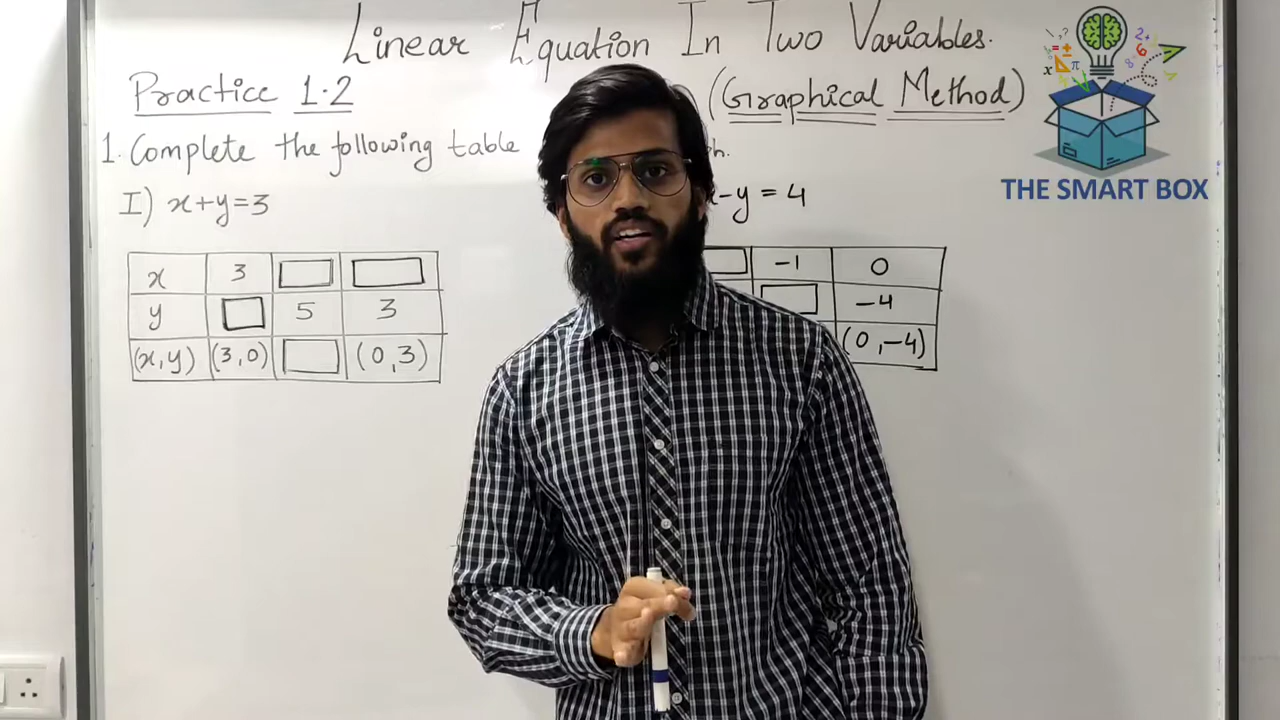 Linear Equation In Two Variables.
Practice 1.2
(Graphical Method)
1. Complete the following table
I) x+y=3
-y = 4
x 3
y 5 3
(x,y) (3,0) (0,3)
-1 0
-4
(0,-4)
THE SMART BOX